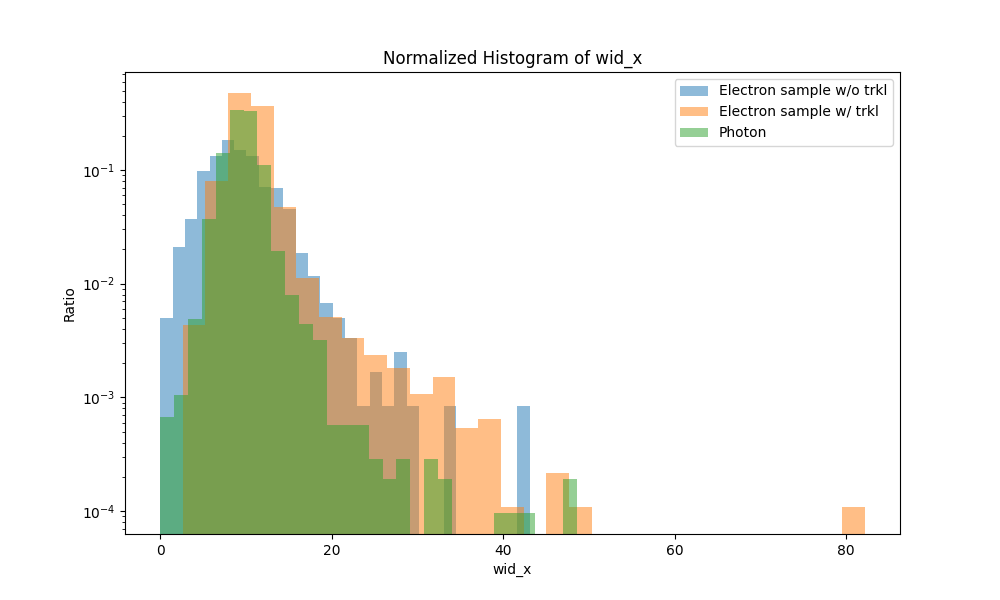 Normalized Histogram of wid_x
Electron sample w/o trkl
Electron sample w/ trkl
Photon
Ratio
10⁻¹
10⁻²
10⁻³
10⁻⁴
0 20 40 60 80
wid_x